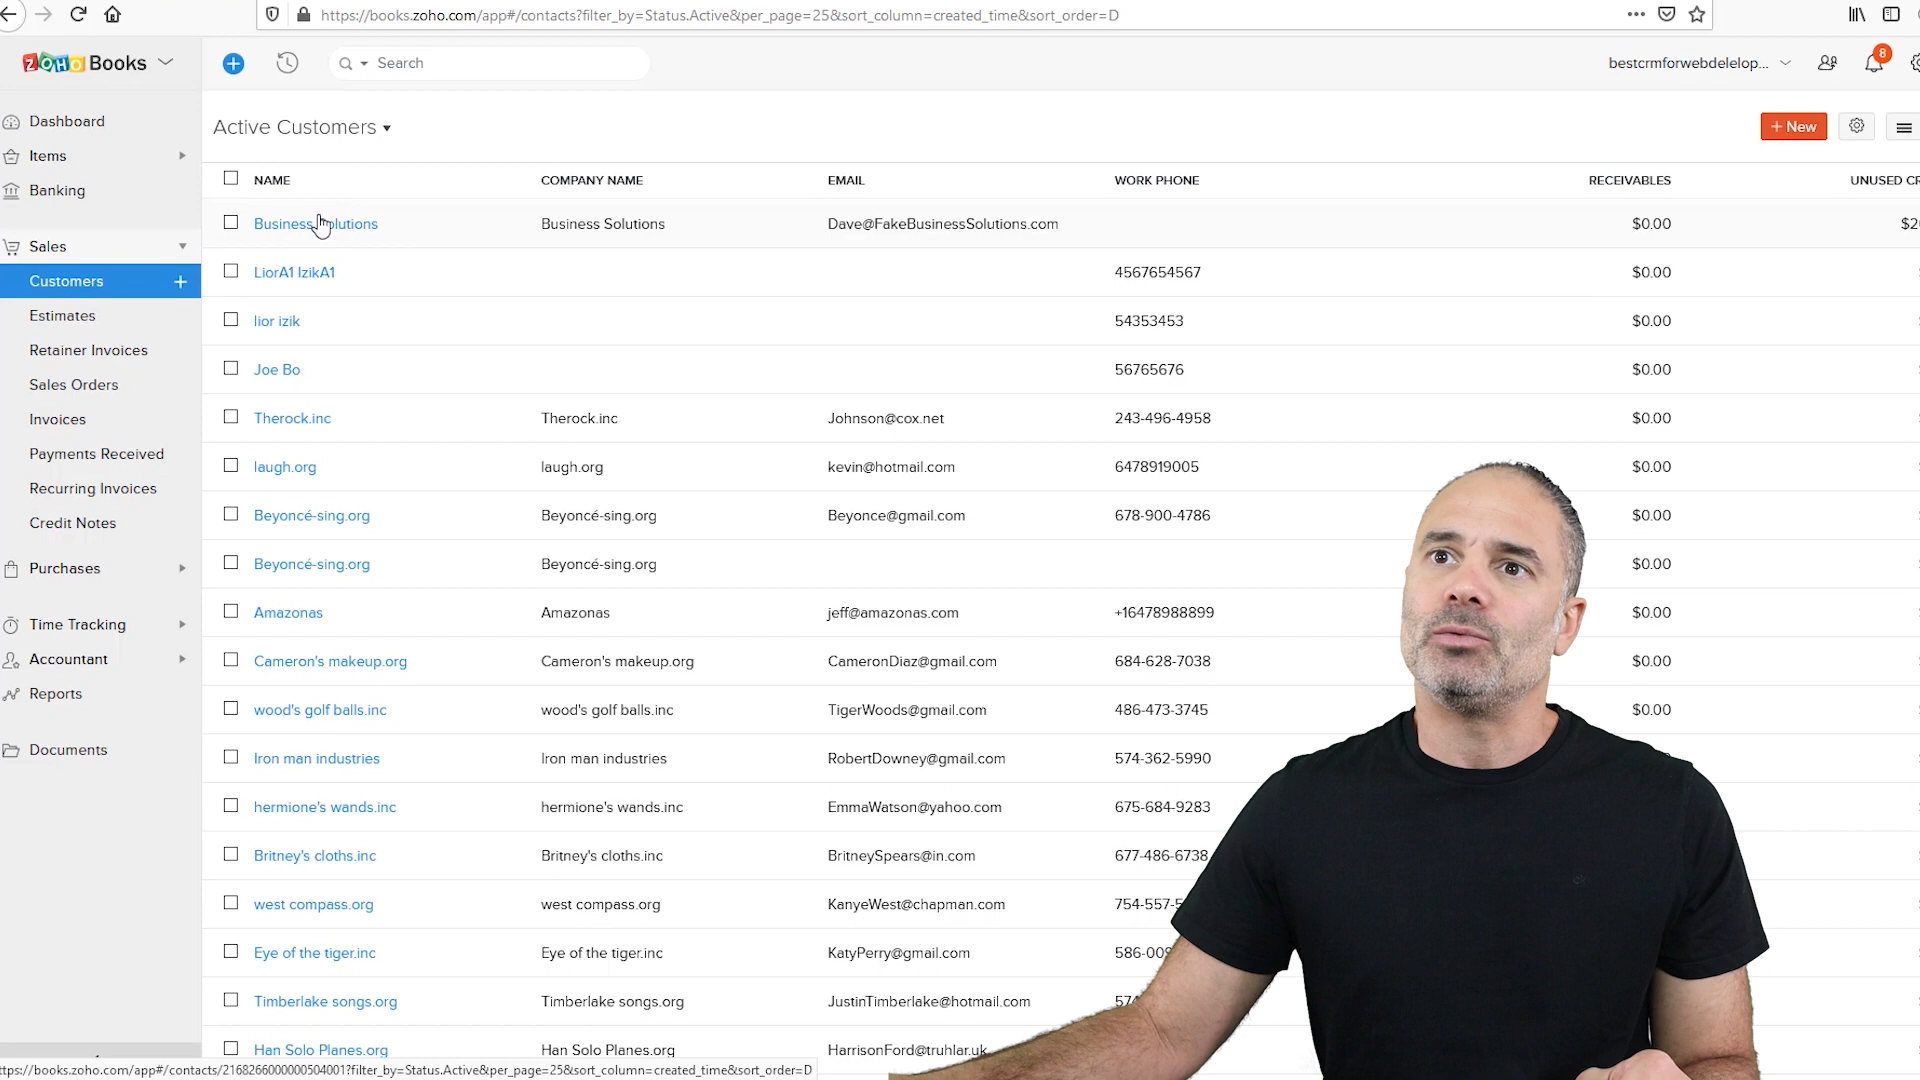 https://books.zoho.com/app#/contacts?filter_by=Status.Active&per_page=25&sort_column=created_time&sort_order=D
ZOHO Books
Search
bestcrmforwebdelelop...
8
Dashboard
Items
Banking
Sales
Customers
Estimates
Retainer Invoices
Sales Orders
Invoices
Payments Received
Recurring Invoices
Credit Notes
Purchases
Time Tracking
Accountant
Reports
Documents
Active Customers
+ New
NAME COMPANY NAME EMAIL WORK PHONE RECEIVABLES UNUSED
Business Solutions Business Solutions Dave@FakeBusinessSolutions.com $0.00
LiorA1 IzikA1 4567654567 $0.00
lior izik 54353453 $0.00
Joe Bo 56765676 $0.00
Therock.inc Therock.inc Johnson@cox.net 243-496-4958 $0.00
laugh.org laugh.org kevin@hotmail.com 6478919005 $0.00
Beyoncé-sing.org Beyoncé-sing.org Beyonce@gmail.com 678-900-4786 $0.00
Beyoncé-sing.org Beyoncé-sing.org $0.00
Amazonas Amazonas jeff@amazonas.com +16478988899 $0.00
Cameron's makeup.org Cameron's makeup.org CameronDiaz@gmail.com 684-628-7038 $0.00
wood's golf balls.inc wood's golf balls.inc TigerWoods@gmail.com 486-473-3745 $0.00
Iron man industries Iron man industries RobertDowney@gmail.com 574-362-5990
hermione's wands.inc hermione's wands.inc EmmaWatson@yahoo.com 675-684-9283
Britney's cloths.inc Britney's cloths.inc BritneySpears@in.com 677-486-6738
west compass.org west compass.org KanyeWest@chapman.com 754-557-
Eye of the tiger.inc Eye of the tiger.inc KatyPerry@gmail.com 586-009
Timberlake songs.org Timberlake songs.org JustinTimberlake@hotmail.com 574
Han Solo Planes.org Han Solo Planes.org HarrisonFord@truhlar.uk
ttps://books.zoho.com/app#/contacts/2168266000000504001?filter_by=Status.Active&per_page=25&sort_column=created_time&sort_order=D